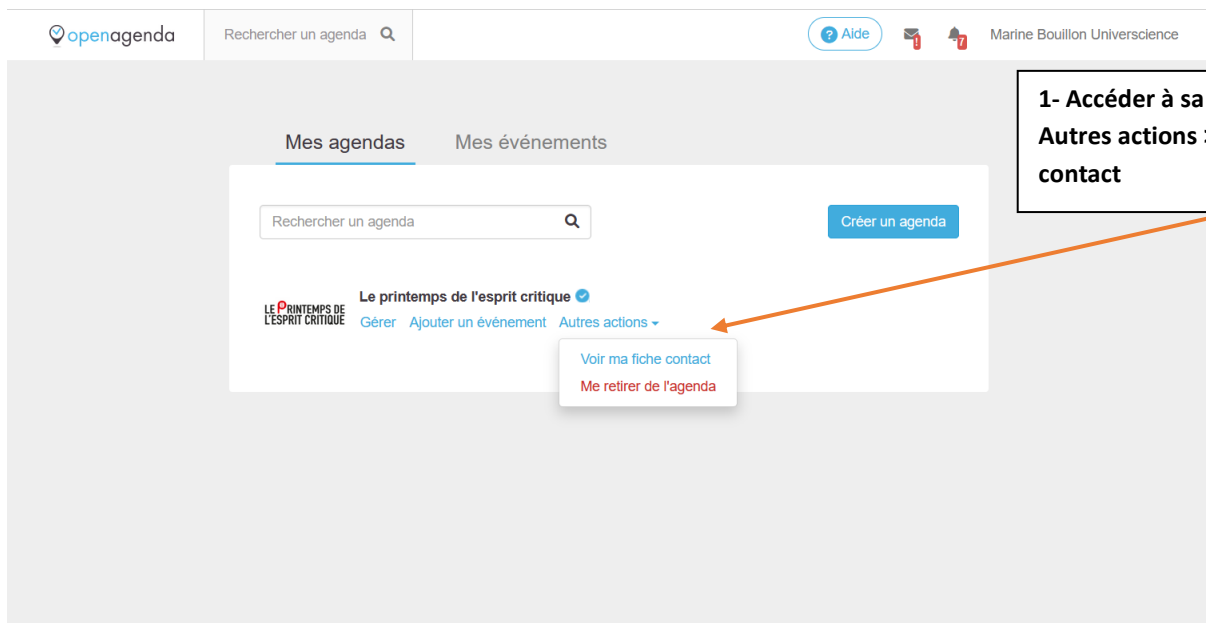 openagenda
Rechercher un agenda
? Aide
!
7
Marine Bouillon Universcience
1- Accéder à sa
Autres actions >
contact
Mes agendas
Mes événements
Rechercher un agenda
Créer un agenda
LE PRINTEMPS DE
L'ESPRIT CRITIQUE
Le printemps de l'esprit critique
Gérer Ajouter un événement Autres actions
Voir ma fiche contact
Me retirer de l'agenda